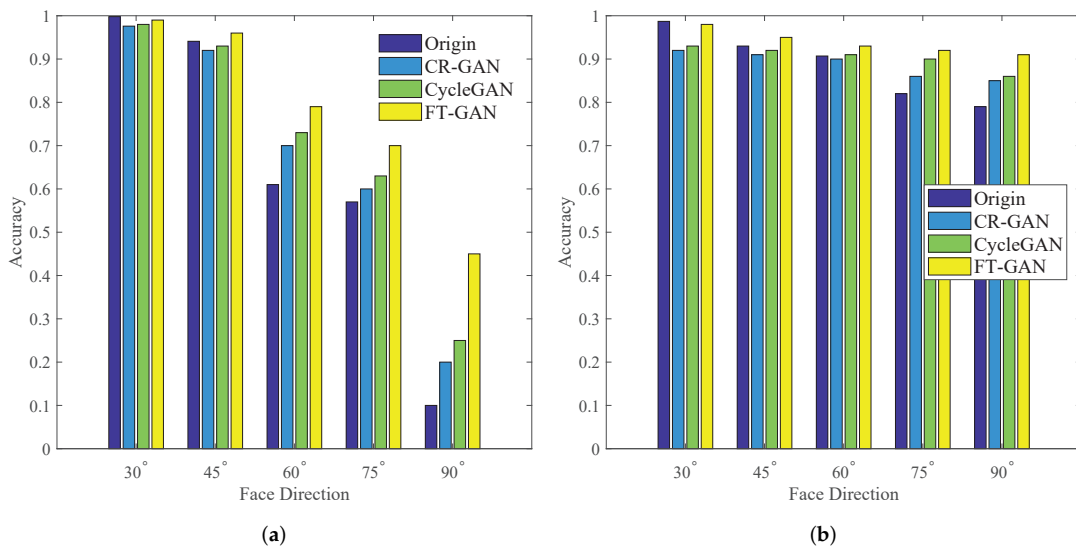 1
0.9
0.8
0.7
0.6
0.5
0.4
0.3
0.2
0.1
0
Accuracy
Origin
CR-GAN
CycleGAN
FT-GAN
30° 45° 60° 75° 90°
Face Direction
(a)
1
0.9
0.8
0.7
0.6
0.5
0.4
0.3
0.2
0.1
0
Accuracy
Origin
CR-GAN
CycleGAN
FT-GAN
30° 45° 60° 75° 90°
Face Direction
(b)